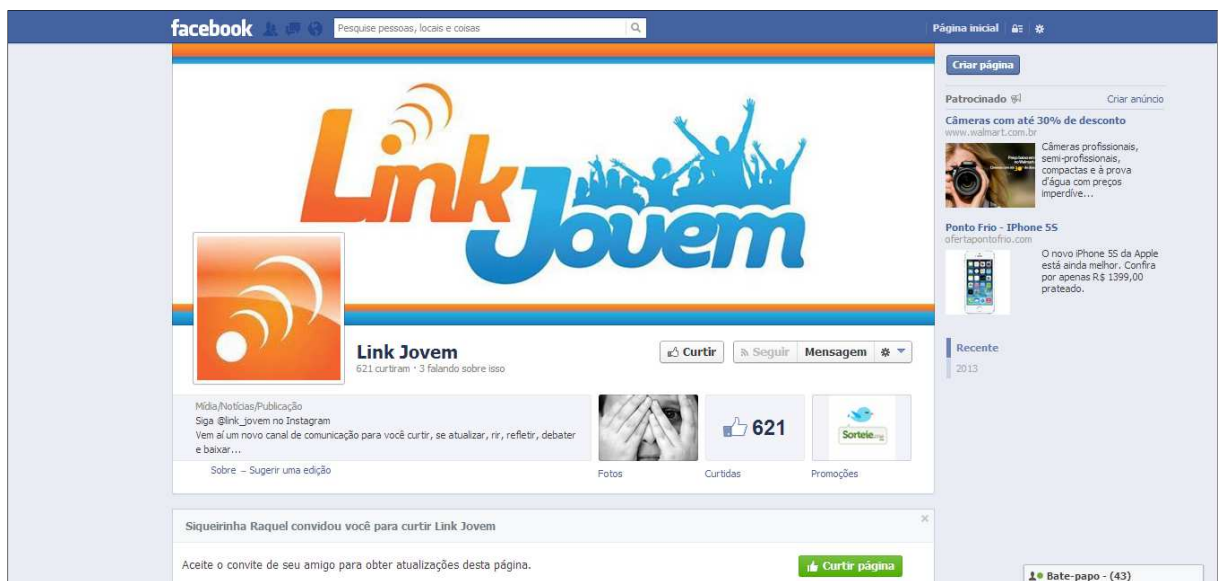 facebook
Pesquise pessoas, locais e coisas
Página inicial
Link Jovem
Criar página
Patrocinado
Criar anúncio
Câmeras com até 30% de desconto
www.walmart.com.br
Câmeras profissionais,
semi-profissionais,
compactas e à prova
d'água com preços
imperdíve...
Ponto Frio - IPhone 5S
ofertapontofrio.com
O novo iPhone 5S da Apple
está ainda melhor. Confira
por apenas R$ 1399,00
prateado.
Recente
2013
Link Jovem
621 curtiram · 3 falando sobre isso
Curtir
Seguir
Mensagem
Mídia/Notícias/Publicação
Siga @link_jovem no Instagram
Vem aí um novo canal de comunicação para você curtir, se atualizar, rir, refletir, debater
e baixar...
Sobre – Sugerir uma edição
Fotos
621
Curtidas
Sorteie.me
Promoções
Siqueirinha Raquel convidou você para curtir Link Jovem
Aceite o convite de seu amigo para obter atualizações desta página.
Curtir página
Bate-papo - (43)